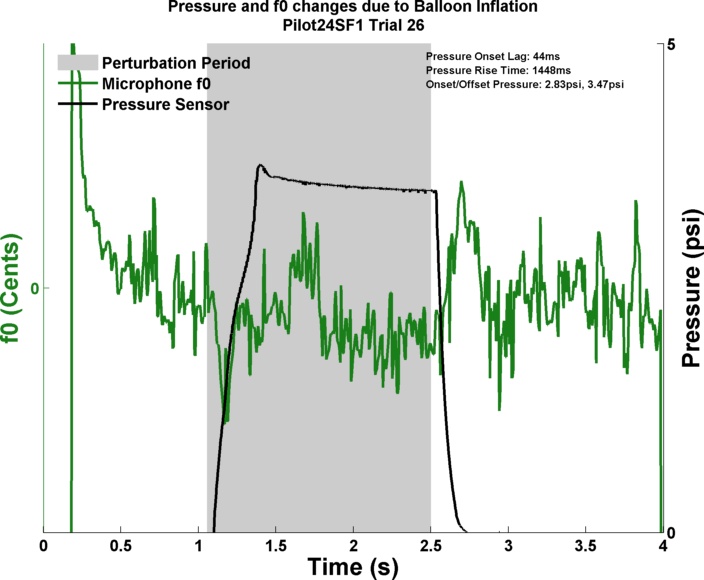 Pressure and f0 changes due to Balloon Inflation
Pilot24SF1 Trial 26
Perturbation Period
Microphone f0
Pressure Sensor
Pressure Onset Lag: 44ms
Pressure Rise Time: 1448ms
Onset/Offset Pressure: 2.83psi, 3.47psi
f0 (Cents)
0
5
0
Pressure (psi)
0 0.5 1 1.5 2 2.5 3 3.5 4
Time (s)